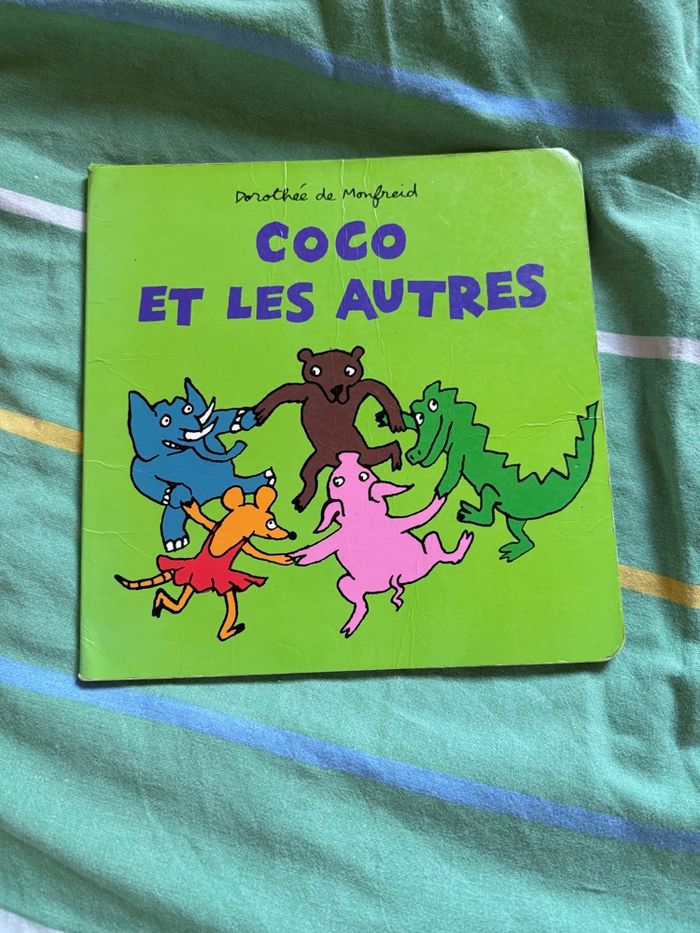 Dorothée de Monfreid
COCO
ET LES AUTRES